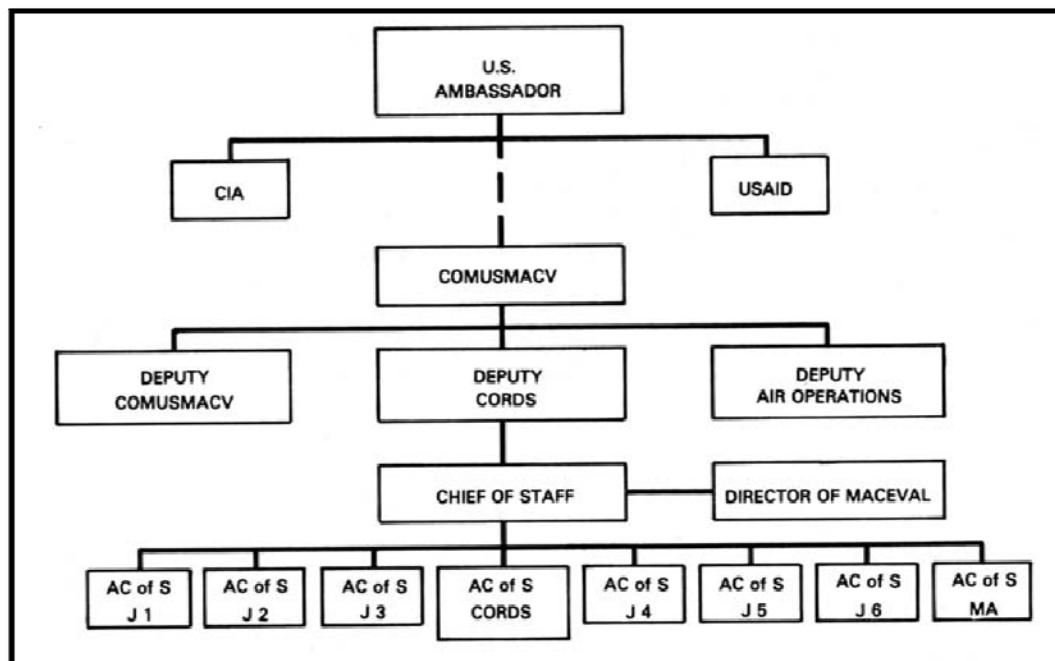 U.S.
AMBASSADOR
CIA
USAID
COMUSMACV
DEPUTY
COMUSMACV
DEPUTY
CORDS
DEPUTY
AIR OPERATIONS
CHIEF OF STAFF
DIRECTOR OF MACEVAL
AC of S
J 1
AC of S
J 2
AC of S
J 3
AC of S
CORDS
AC of S
J 4
AC of S
J 5
AC of S
J 6
AC of S
MA